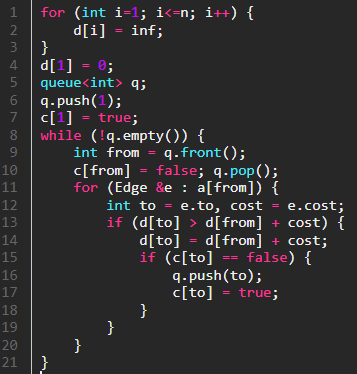 1 for (int i=1; i<=n; i++) {
2     d[i] = inf;
3 }
4 d[1] = 0;
5 queue<int> q;
6 q.push(1);
7 c[1] = true;
8 while (!q.empty()) {
9     int from = q.front();
10     c[from] = false; q.pop();
11     for (Edge &e : a[from]) {
12         int to = e.to, cost = e.cost;
13         if (d[to] > d[from] + cost) {
14             d[to] = d[from] + cost;
15             if (c[to] == false) {
16                 q.push(to);
17                 c[to] = true;
18             }
19         }
20     }
21 }